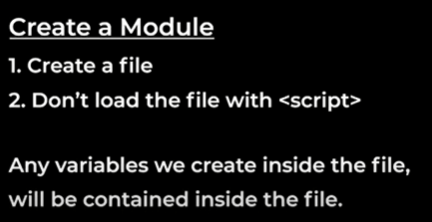 Create a Module
1. Create a file
2. Don't load the file with <script>
Any variables we create inside the file,
will be contained inside the file.